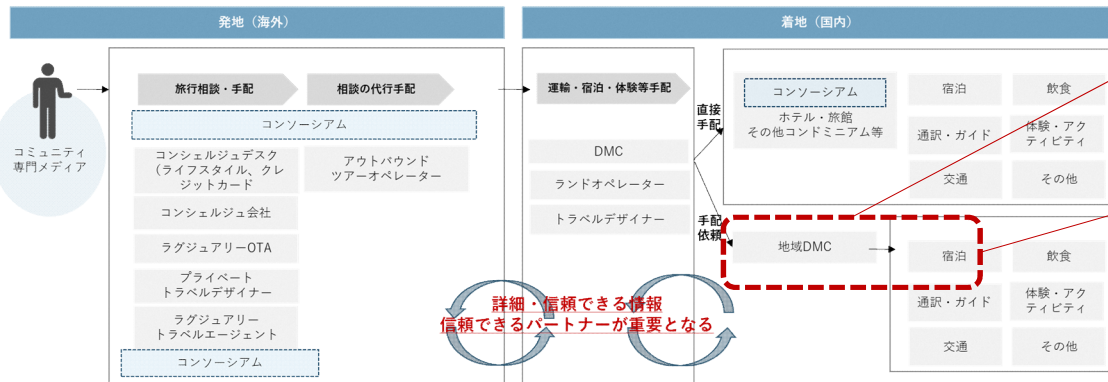 発地（海外）
着地（国内）
コミュニティ
専門メディア
旅行相談・手配
相談の代行手配
コンソーシアム
コンシェルジュデスク
（ライフスタイル、クレ
ジットカード
アウトバウンド
ツアーオペレーター
コンシェルジュ会社
ラグジュアリーOTA
プライベート
トラベルデザイナー
ラグジュアリー
トラベルエージェント
コンソーシアム
運輸・宿泊・体験等手配
DMC
ランドオペレーター
トラベルデザイナー
直接
手配
手配
依頼
コンソーシアム
ホテル・旅館
その他コンドミニアム等
宿泊
飲食
通訳・ガイド
体験・アク
ティビティ
交通
その他
地域DMC
宿泊
飲食
通訳・ガイド
体験・アク
ティビティ
交通
その他
詳細・信頼できる情報
信頼できるパートナーが重要となる